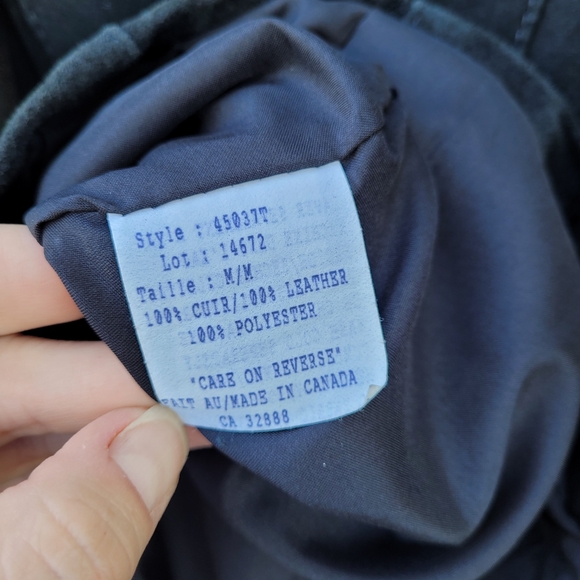 Style : 45037T
Lot : 14672
Taille : M/M
100% CUIR/100% LEATHER
100% POLYESTER
"CARE ON REVERSE"
FAIT AU/MADE IN CANADA
CA 32888